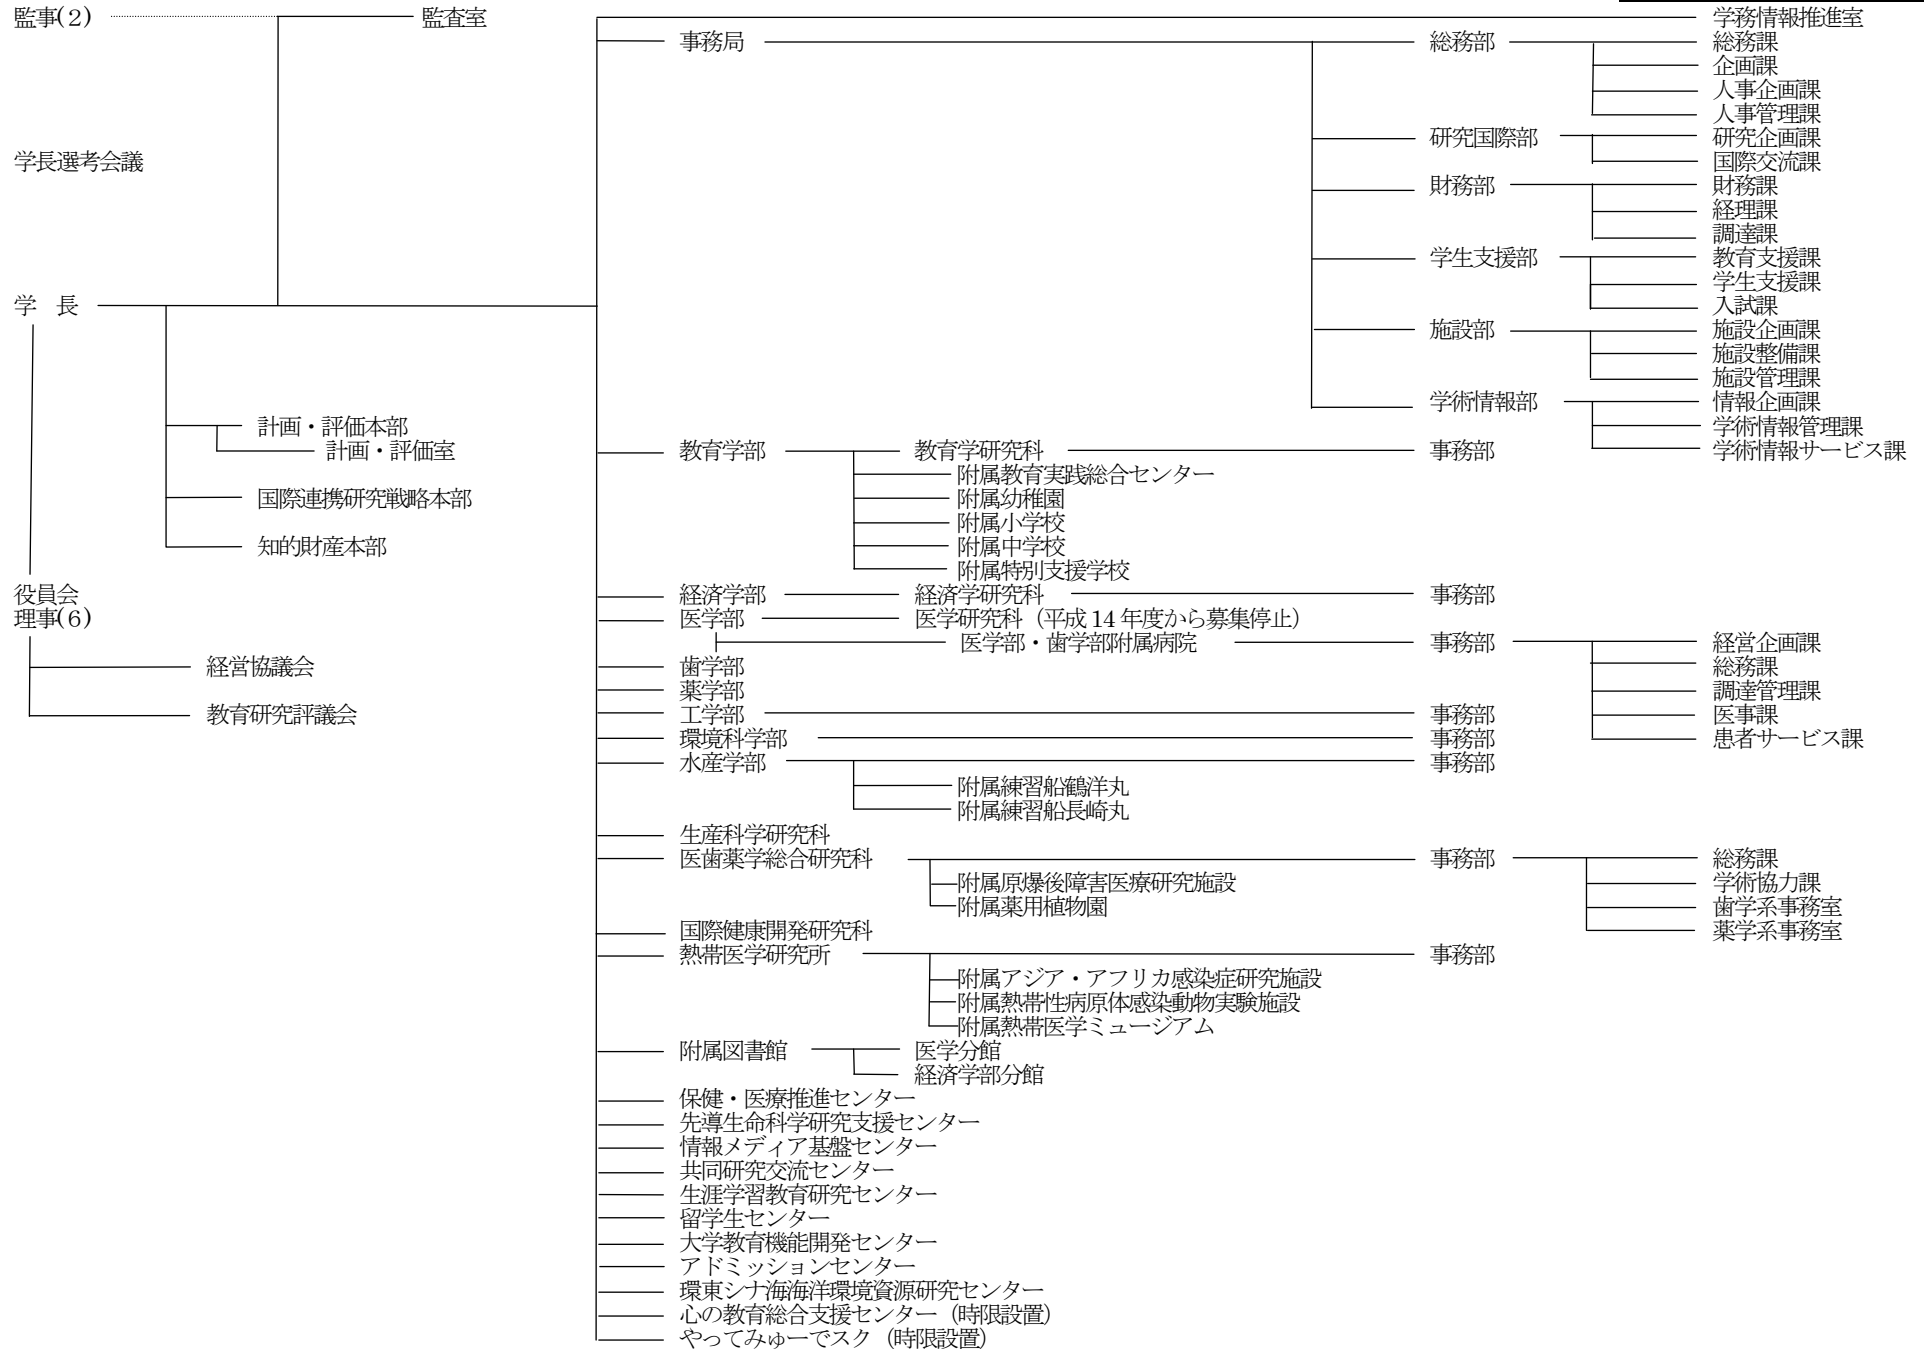 監事(2) 監査室 学務情報推進室
事務局 総務部 総務課
企画課
人事企画課
人事管理課
研究国際部 研究企画課
学長選考会議 国際交流課
財務部 財務課
経理課
調達課
学生支援部 教育支援課
学生支援課
学　長 入試課
施設部 施設企画課
施設整備課
施設管理課
学術情報部 情報企画課
計画・評価本部 学術情報管理課
計画・評価室 教育学部 教育学研究科 事務部 学術情報サービス課
附属教育実践総合センター
国際連携研究戦略本部 附属幼稚園
附属小学校
知的財産本部 附属中学校
附属特別支援学校
役員会 経済学部 経済学研究科 事務部
理事(6) 医学部 医学研究科（平成14年度から募集停止）
医学部・歯学部附属病院 事務部 経営企画課
経営協議会 歯学部 総務課
薬学部 調達管理課
教育研究評議会 工学部 事務部 医事課
環境科学部 事務部 患者サービス課
水産学部 事務部
附属練習船鶴洋丸
附属練習船長崎丸
生産科学研究科
医歯薬学総合研究科 事務部 総務課
附属原爆後障害医療研究施設 学術協力課
附属薬用植物園 歯学系事務室
国際健康開発研究科 薬学系事務室
熱帯医学研究所 事務部
附属アジア・アフリカ感染症研究施設
附属熱帯性病原体感染動物実験施設
附属熱帯医学ミュージアム
附属図書館 医学分館
経済学部分館
保健・医療推進センター
先導生命科学研究支援センター
情報メディア基盤センター
共同研究交流センター
生涯学習教育研究センター
留学生センター
大学教育機能開発センター
アドミッションセンター
環東シナ海海洋環境資源研究センター
心の教育総合支援センター（時限設置）
やってみゅーでスク（時限設置）